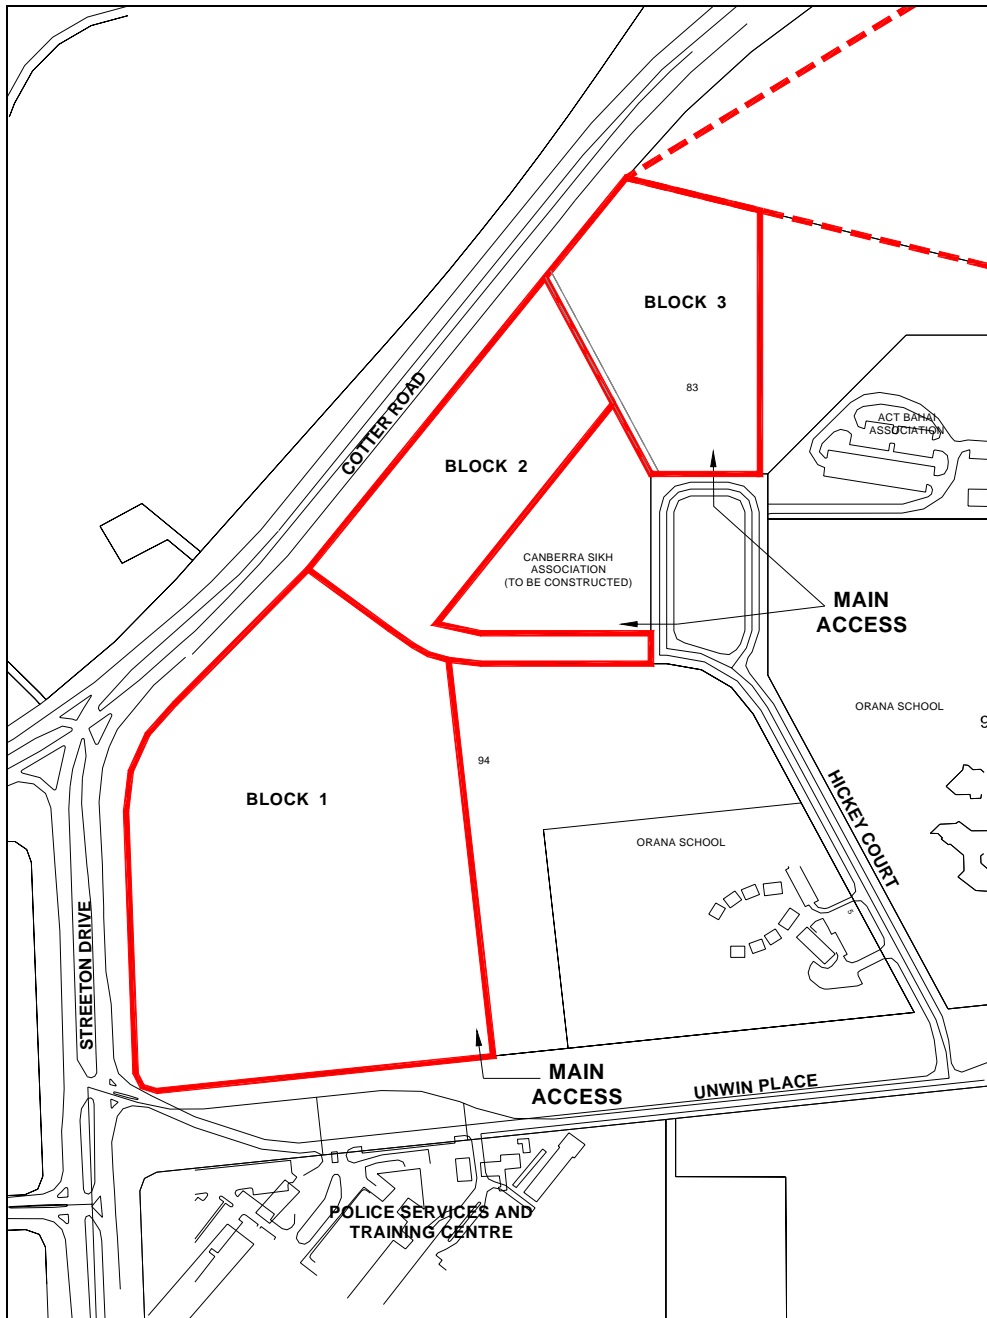 BLOCK 3
83
ACT BAHAI
ASSOCIATION
COTTER ROAD
BLOCK 2
CANBERRA SIKH
ASSOCIATION
(TO BE CONSTRUCTED)
MAIN
ACCESS
ORANA SCHOOL
9
94
BLOCK 1
HICKEY COURT
ORANA SCHOOL
5
STREETON DRIVE
MAIN
ACCESS
UNWIN PLACE
POLICE SERVICES AND
TRAINING CENTRE